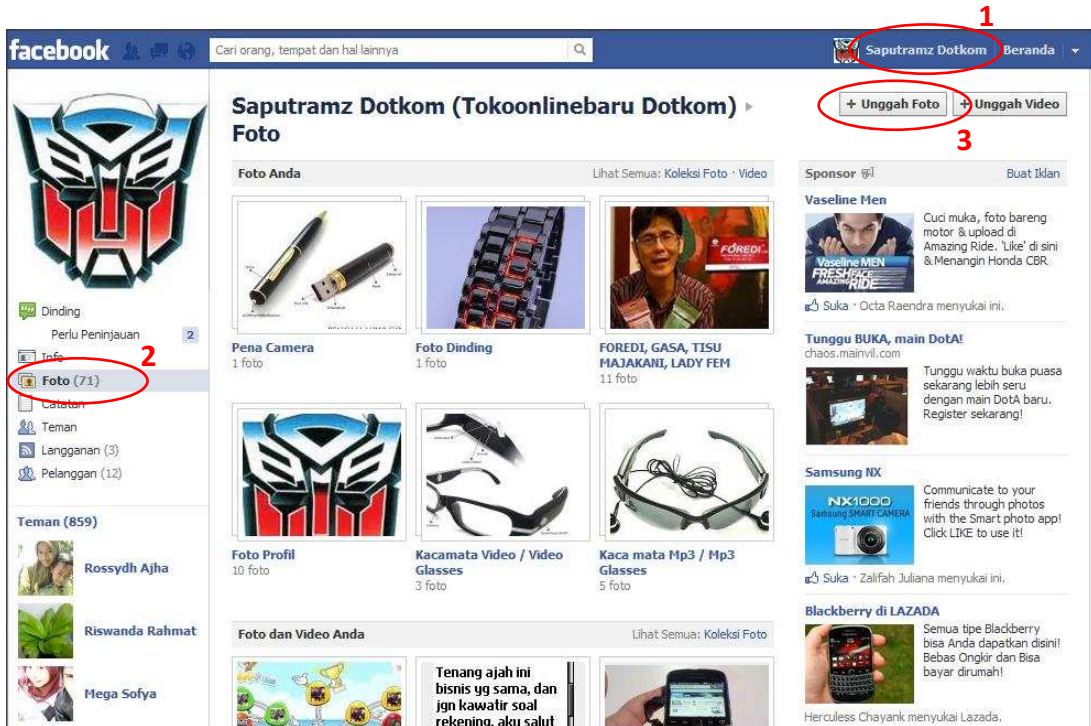 1
facebook
Cari orang, tempat dan hal lainnya
Saputramz Dotkom
Beranda
Saputramz Dotkom (Tokoonlinebaru Dotkom) ▸
Foto
+ Unggah Foto
+ Unggah Video
3
Foto Anda
Lihat Semua: Koleksi Foto · Video
Pena Camera
1 foto
Foto Dinding
1 foto
FOREDI
FOREDI, GASA, TISU
MAJAKANI, LADY FEM
11 foto
Foto Profil
10 foto
Kacamata Video / Video
Glasses
3 foto
Kaca mata Mp3 / Mp3
Glasses
5 foto
Foto dan Video Anda
Lihat Semua: Koleksi Foto
Tenang ajah ini
bisnis yg sama, dan
jgn kawatir soal
rekening, aku salut
Dinding
Perlu Peninjauan 2
Info
2
Foto (71)
Catatan
Teman
Langganan (3)
Pelanggan (12)
Teman (859)
Rossydh Ajha
Riswanda Rahmat
Mega Sofya
Sponsor
Buat Iklan
Vaseline Men
Vaseline MEN
FRESHFACE
AMAZING RIDE
Cuci muka, foto bareng
motor & upload di
Amazing Ride. 'Like' di sini
& Menangin Honda CBR
Suka · Octa Raendra menyukai ini.
Tunggu BUKA, main DotA!
chaos.mainvil.com
Tunggu waktu buka puasa
sekarang lebih seru
dengan main DotA baru.
Register sekarang!
Samsung NX
NX1000
Samsung SMART CAMERA
Communicate to your
friends through photos
with the Smart photo app!
Click LIKE to use it!
Suka · Zalifah Juliana menyukai ini.
Blackberry di LAZADA
Semua tipe Blackberry
bisa Anda dapatkan disini!
Bebas Ongkir dan Bisa
bayar dirumah!
Herculess Chayank menyukai Lazada.